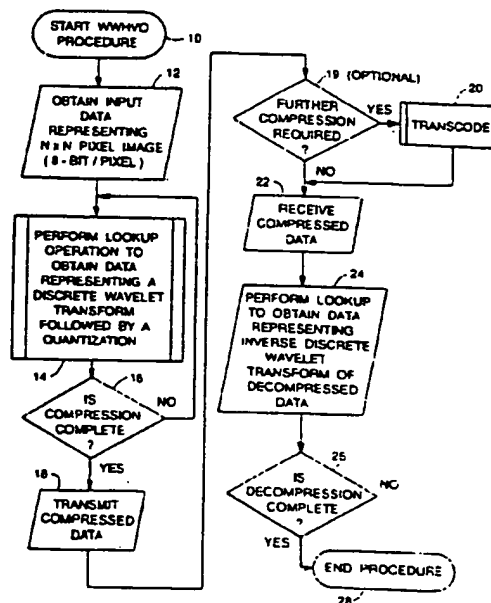 START WWHVQ
PROCEDURE
10
12
OBTAIN INPUT
DATA
REPRESENTING
N x N PIXEL IMAGE
(8 - BIT / PIXEL)
PERFORM LOOKUP
OPERATION TO
OBTAIN DATA
REPRESENTING A
DISCRETE WAVELET
TRANSFORM
FOLLOWED BY A
QUANTIZATION
14
16
IS
COMPRESSION
COMPLETE
?
NO
YES
18
TRANSMIT
COMPRESSED
DATA
19 (OPTIONAL)
FURTHER
COMPRESSION
REQUIRED
?
YES
NO
20
TRANSCODE
22
RECEIVE
COMPRESSED
DATA
24
PERFORM LOOKUP
TO OBTAIN DATA
REPRESENTING
INVERSE DISCRETE
WAVELET
TRANSFORM OF
DECOMPRESSED
DATA
25
IS
DECOMPRESSION
COMPLETE
?
NO
YES
END PROCEDURE
28